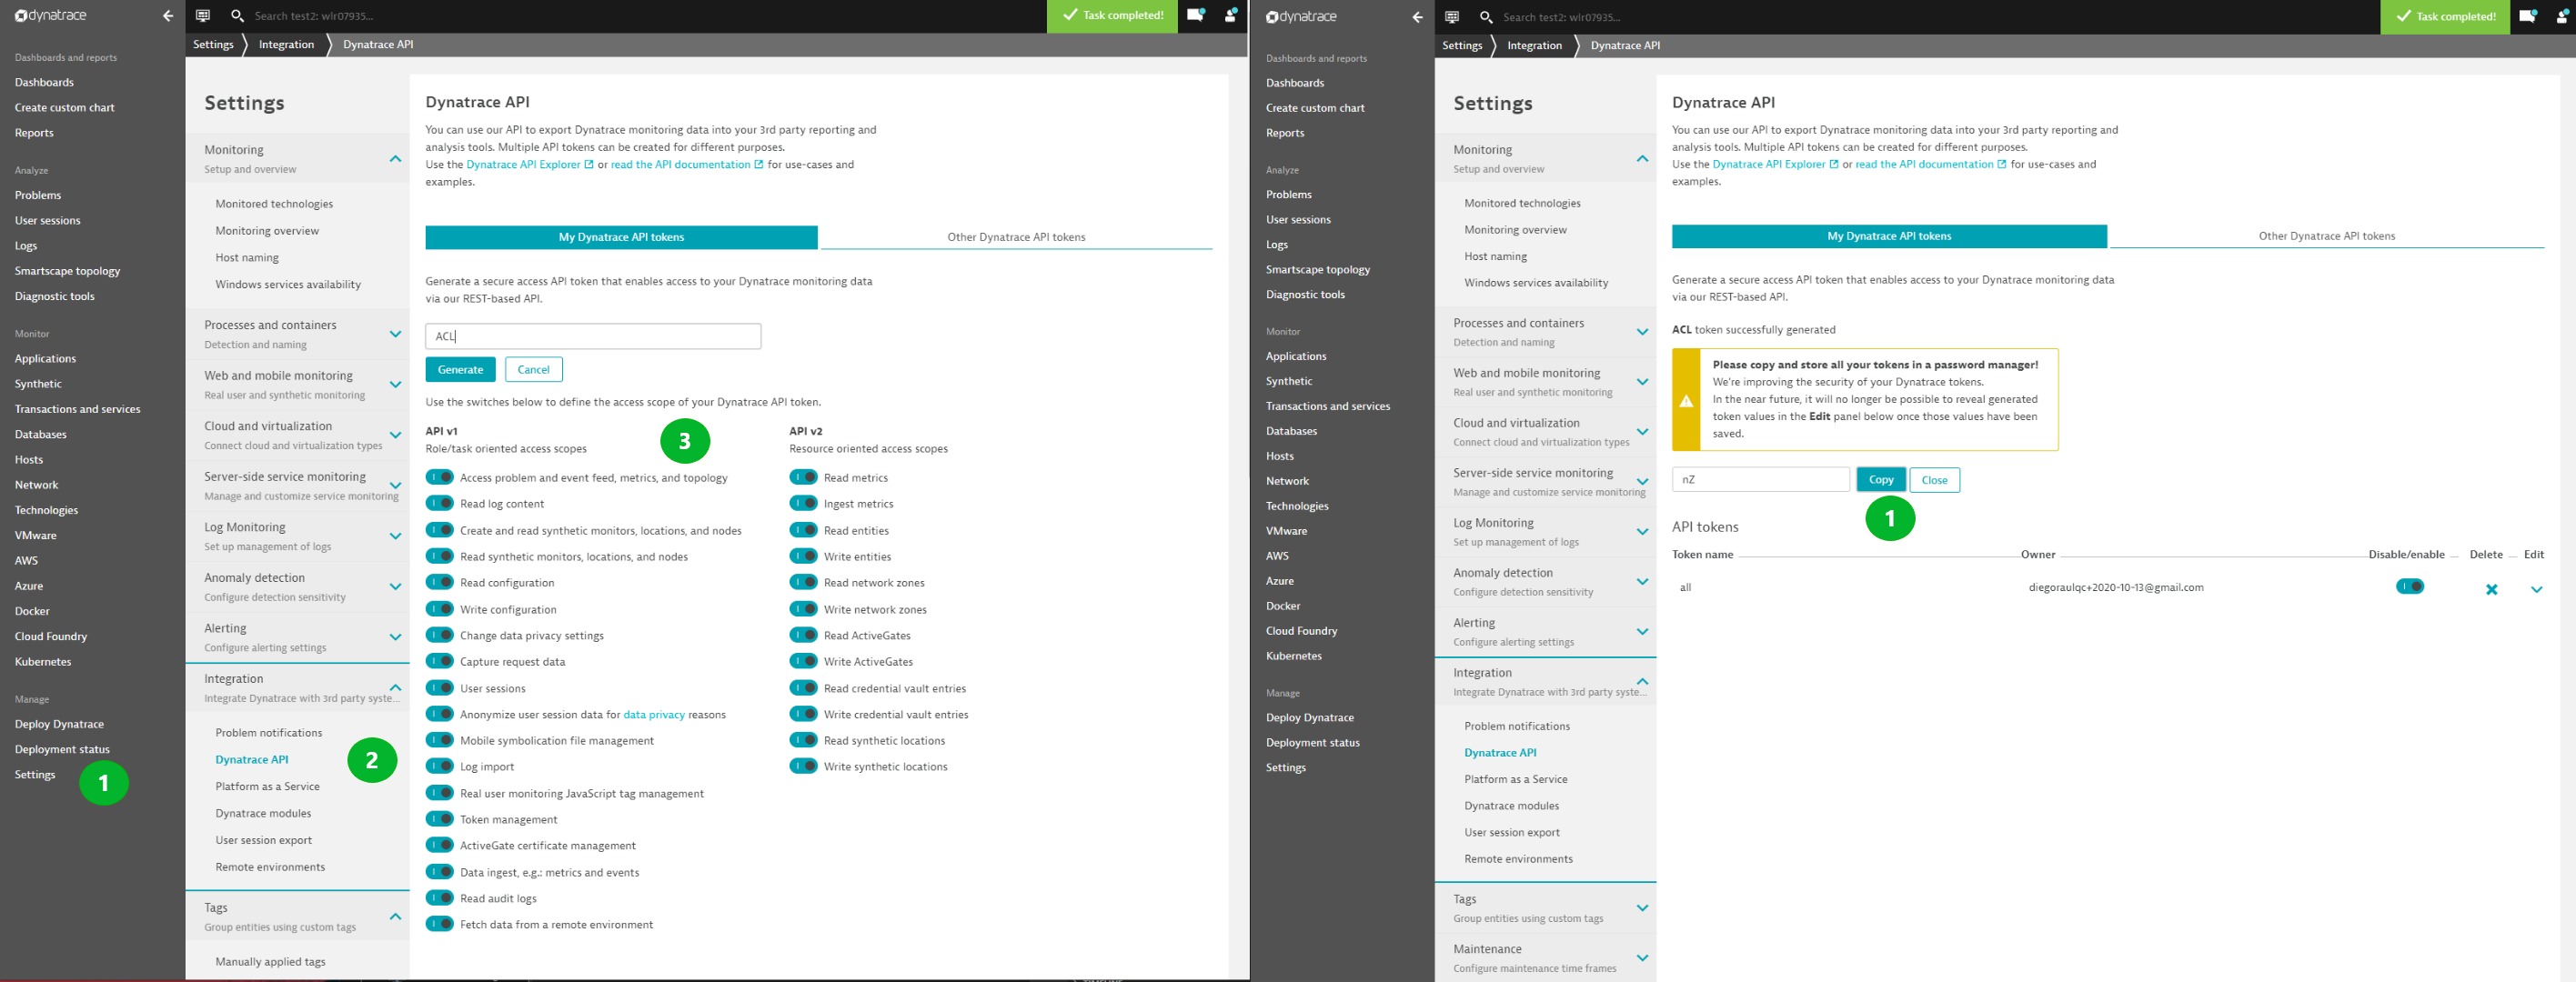 dynatrace
Search test2: wlr07935...
Task completed!
Settings
Integration
Dynatrace API
Dashboards and reports
Dashboards
Create custom chart
Reports
Analyze
Problems
User sessions
Logs
Smartscape topology
Diagnostic tools
Monitor
Applications
Synthetic
Transactions and services
Databases
Hosts
Network
Technologies
VMware
AWS
Azure
Docker
Cloud Foundry
Kubernetes
Manage
Deploy Dynatrace
Deployment status
Settings
1
Settings
Monitoring
Setup and overview
Monitored technologies
Monitoring overview
Host naming
Windows services availability
Processes and containers
Detection and naming
Web and mobile monitoring
Real user and synthetic monitoring
Cloud and virtualization
Connect cloud and virtualization types
Server-side service monitoring
Manage and customize service monitoring
Log Monitoring
Set up management of logs
Anomaly detection
Configure detection sensitivity
Alerting
Configure alerting settings
Integration
Integrate Dynatrace with 3rd party syste...
Problem notifications
Dynatrace API
2
Platform as a Service
Dynatrace modules
User session export
Remote environments
Tags
Group entities using custom tags
Manually applied tags
Dynatrace API
You can use our API to export Dynatrace monitoring data into your 3rd party reporting and
analysis tools. Multiple API tokens can be created for different purposes.
Use the Dynatrace API Explorer or read the API documentation for use-cases and
examples.
My Dynatrace API tokens
Other Dynatrace API tokens
Generate a secure access API token that enables access to your Dynatrace monitoring data
via our REST-based API.
ACL
Generate
Cancel
Use the switches below to define the access scope of your Dynatrace API token.
API v1
Role/task oriented access scopes
3
Access problem and event feed, metrics, and topology
Read log content
Create and read synthetic monitors, locations, and nodes
Read synthetic monitors, locations, and nodes
Read configuration
Write configuration
Change data privacy settings
Capture request data
User sessions
Anonymize user session data for data privacy reasons
Mobile symbolication file management
Log import
Real user monitoring JavaScript tag management
Token management
ActiveGate certificate management
Data ingest, e.g.: metrics and events
Read audit logs
Fetch data from a remote environment
API v2
Resource oriented access scopes
Read metrics
Ingest metrics
Read entities
Write entities
Read network zones
Write network zones
Read ActiveGates
Write ActiveGates
Read credential vault entries
Write credential vault entries
Read synthetic locations
Write synthetic locations
dynatrace
Search test2: wlr07935...
Task completed!
Settings
Integration
Dynatrace API
Dashboards and reports
Dashboards
Create custom chart
Reports
Analyze
Problems
User sessions
Logs
Smartscape topology
Diagnostic tools
Monitor
Applications
Synthetic
Transactions and services
Databases
Hosts
Network
Technologies
VMware
AWS
Azure
Docker
Cloud Foundry
Kubernetes
Manage
Deploy Dynatrace
Deployment status
Settings
Settings
Monitoring
Setup and overview
Monitored technologies
Monitoring overview
Host naming
Windows services availability
Processes and containers
Detection and naming
Web and mobile monitoring
Real user and synthetic monitoring
Cloud and virtualization
Connect cloud and virtualization types
Server-side service monitoring
Manage and customize service monitoring
Log Monitoring
Set up management of logs
Anomaly detection
Configure detection sensitivity
Alerting
Configure alerting settings
Integration
Integrate Dynatrace with 3rd party syste...
Problem notifications
Dynatrace API
Platform as a Service
Dynatrace modules
User session export
Remote environments
Tags
Group entities using custom tags
Maintenance
Configure maintenance time frames
Dynatrace API
You can use our API to export Dynatrace monitoring data into your 3rd party reporting and
analysis tools. Multiple API tokens can be created for different purposes.
Use the Dynatrace API Explorer or read the API documentation for use-cases and
examples.
My Dynatrace API tokens
Other Dynatrace API tokens
Generate a secure access API token that enables access to your Dynatrace monitoring data
via our REST-based API.
ACL token successfully generated
Please copy and store all your tokens in a password manager!
We're improving the security of your Dynatrace tokens.
In the near future, it will no longer be possible to reveal generated
token values in the Edit panel below once those values have been
saved.
nZ
Copy
Close
1
API tokens
Token name
Owner
Disable/enable
Delete
Edit
all
diegoraulqc+2020-10-13@gmail.com